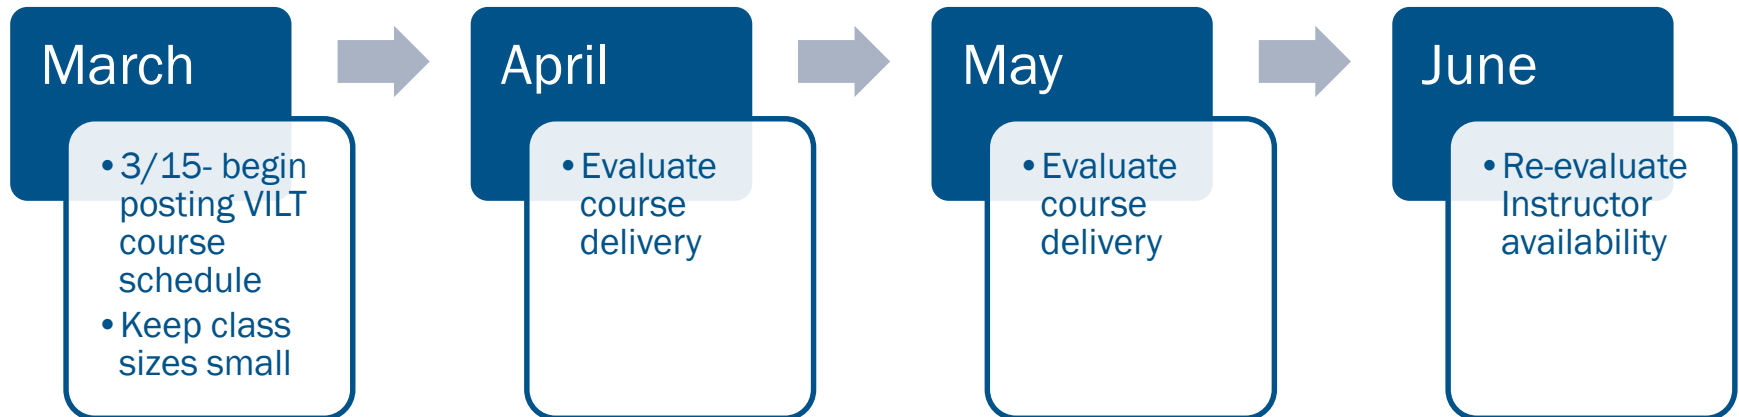 March
• 3/15- begin
posting VILT
course
schedule
• Keep class
sizes small
April
• Evaluate
course
delivery
May
• Evaluate
course
delivery
June
• Re-evaluate
Instructor
availability